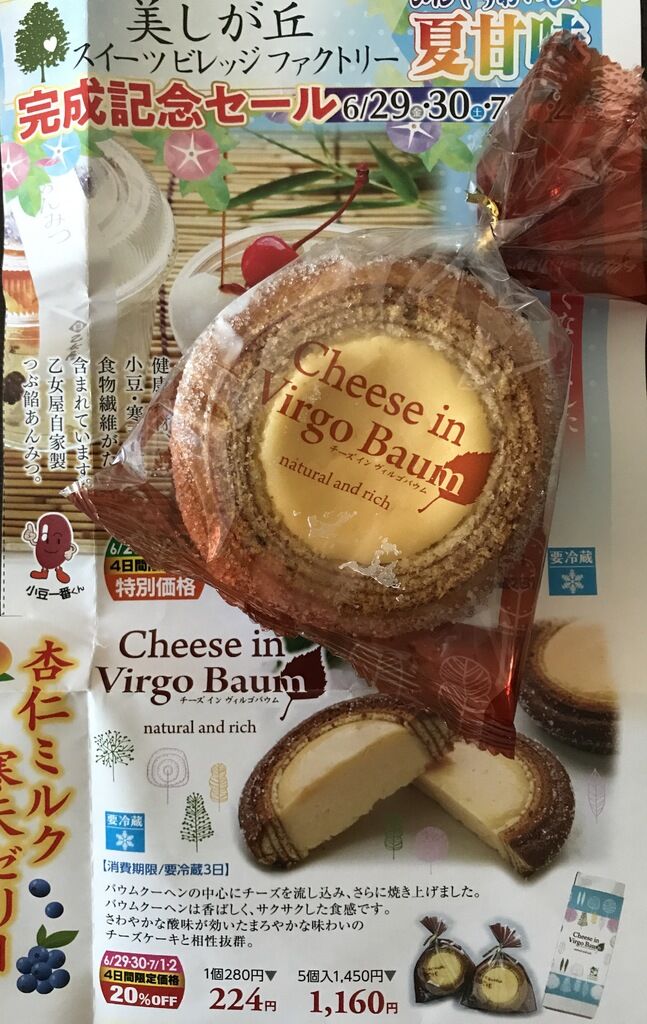 美しが丘
スイーツビレッジファクトリー
夏甘味
完成記念セール6/29㊎・30㊏・7
Cheese in
Virgo Baum
チーズ イン ヴィルゴバウム
natural and rich
小豆・寒
食物繊維がた
含まれています。
乙女屋自家製
つぶ餡あんみつ。
小豆一番くん
4日間
特別価格
要冷蔵
Cheese in
Virgo Baum
チーズ イン ヴィルゴバウム
natural and rich
杏仁ミルク
要冷蔵
【消費期限/要冷蔵3日】
バウムクーヘンの中心にチーズを流し込み、さらに焼き上げました。
バウムクーヘンは香ばしく、サクサクした食感です。
さわやかな酸味が効いたまろやかな味わいの
チーズケーキと相性抜群。
6/29・30・7/1・2
4日間限定価格
20%OFF
1個280円▼
224円
5個入1,450円▼
1,160円
Cheese in
Virgo Baum